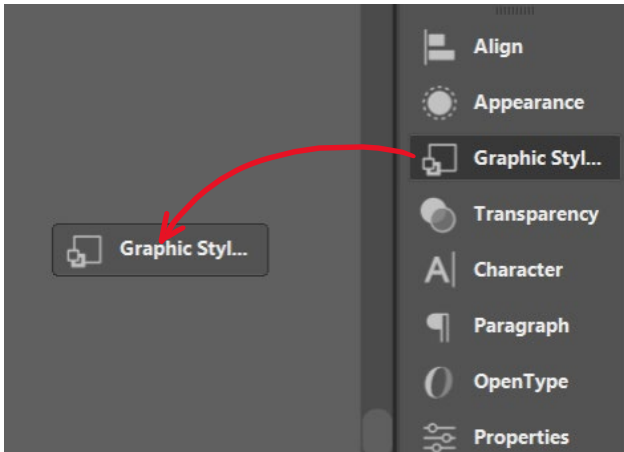 Align
Appearance
Graphic Styl...
Graphic Styl...
Transparency
Character
Paragraph
OpenType
Properties